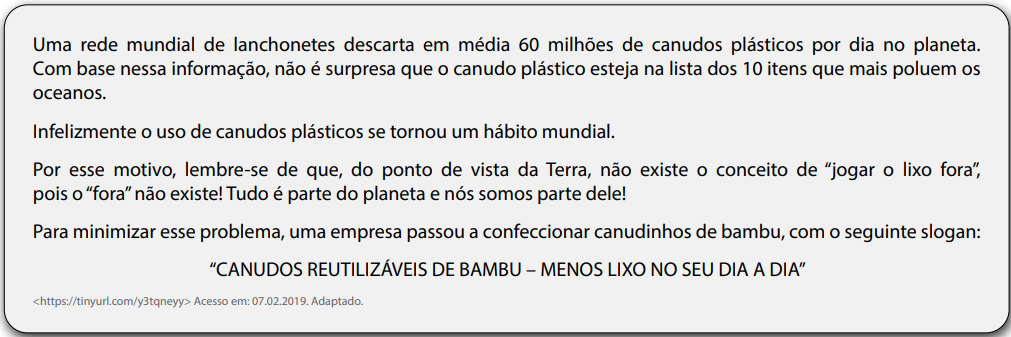 Uma rede mundial de lanchonetes descarta em média 60 milhões de canudos plásticos por dia no planeta.
Com base nessa informação, não é surpresa que o canudo plástico esteja na lista dos 10 itens que mais poluem os
oceanos.
Infelizmente o uso de canudos plásticos se tornou um hábito mundial.
Por esse motivo, lembre-se de que, do ponto de vista da Terra, não existe o conceito de “jogar o lixo fora”,
pois o “fora” não existe! Tudo é parte do planeta e nós somos parte dele!
Para minimizar esse problema, uma empresa passou a confeccionar canudinhos de bambu, com o seguinte slogan:
“CANUDOS REUTILIZÁVEIS DE BAMBU – MENOS LIXO NO SEU DIA A DIA”
<https://tinyurl.com/y3tqneyy> Acesso em: 07.02.2019. Adaptado.